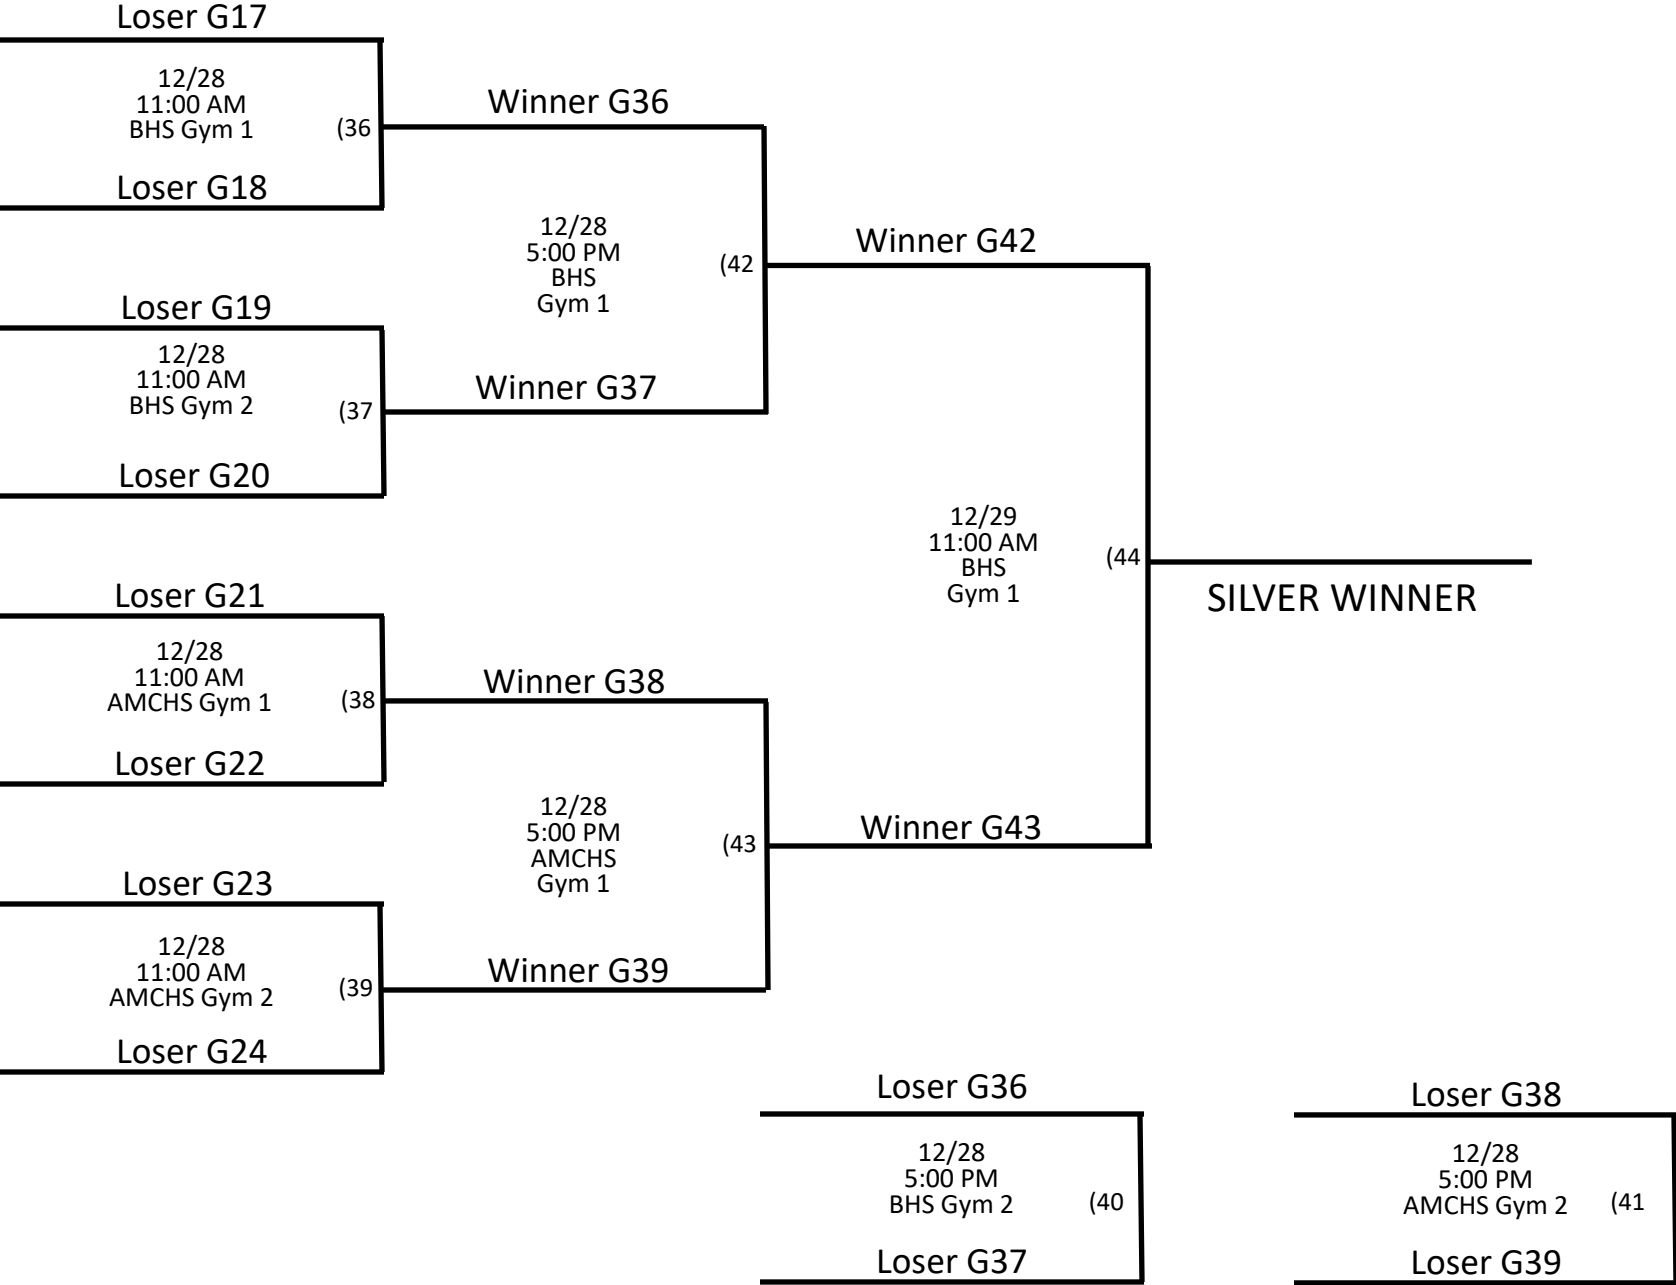 Loser G17
12/28
11:00 AM
BHS Gym 1
(36
Loser G18
Winner G36
12/28
5:00 PM
BHS
Gym 1
(42
Winner G42
Loser G19
12/28
11:00 AM
BHS Gym 2
(37
Winner G37
Loser G20
12/29
11:00 AM
BHS
Gym 1
(44
SILVER WINNER
Loser G21
12/28
11:00 AM
AMCHS Gym 1
(38
Winner G38
Loser G22
12/28
5:00 PM
AMCHS
Gym 1
(43
Winner G43
Loser G23
12/28
11:00 AM
AMCHS Gym 2
(39
Winner G39
Loser G24
Loser G36
12/28
5:00 PM
BHS Gym 2
(40
Loser G37
Loser G38
12/28
5:00 PM
AMCHS Gym 2
(41
Loser G39